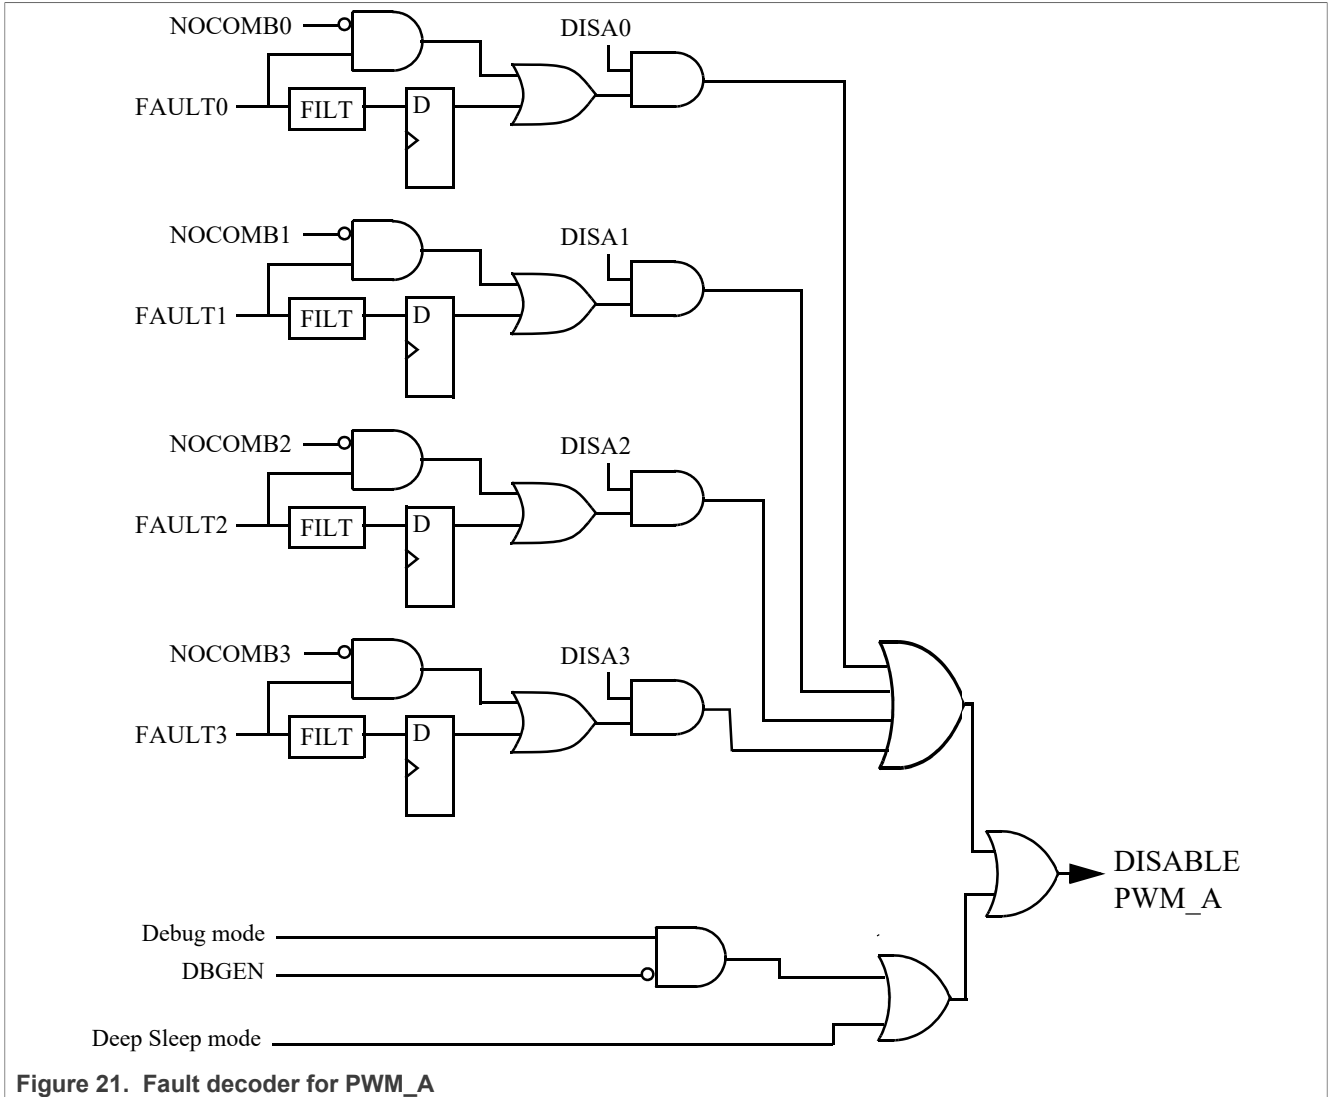 NOCOMB0
DISA0
FAULT0
FILT
D
NOCOMB1
DISA1
FAULT1
FILT
D
NOCOMB2
DISA2
FAULT2
FILT
D
NOCOMB3
DISA3
FAULT3
FILT
D
DISABLE
PWM_A
Debug mode
DBGEN
Deep Sleep mode
Figure 21. Fault decoder for PWM_A